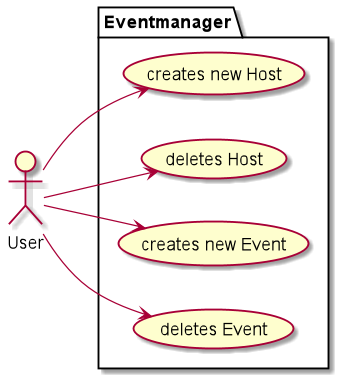 Eventmanager
creates new Host
deletes Host
User
creates new Event
deletes Event